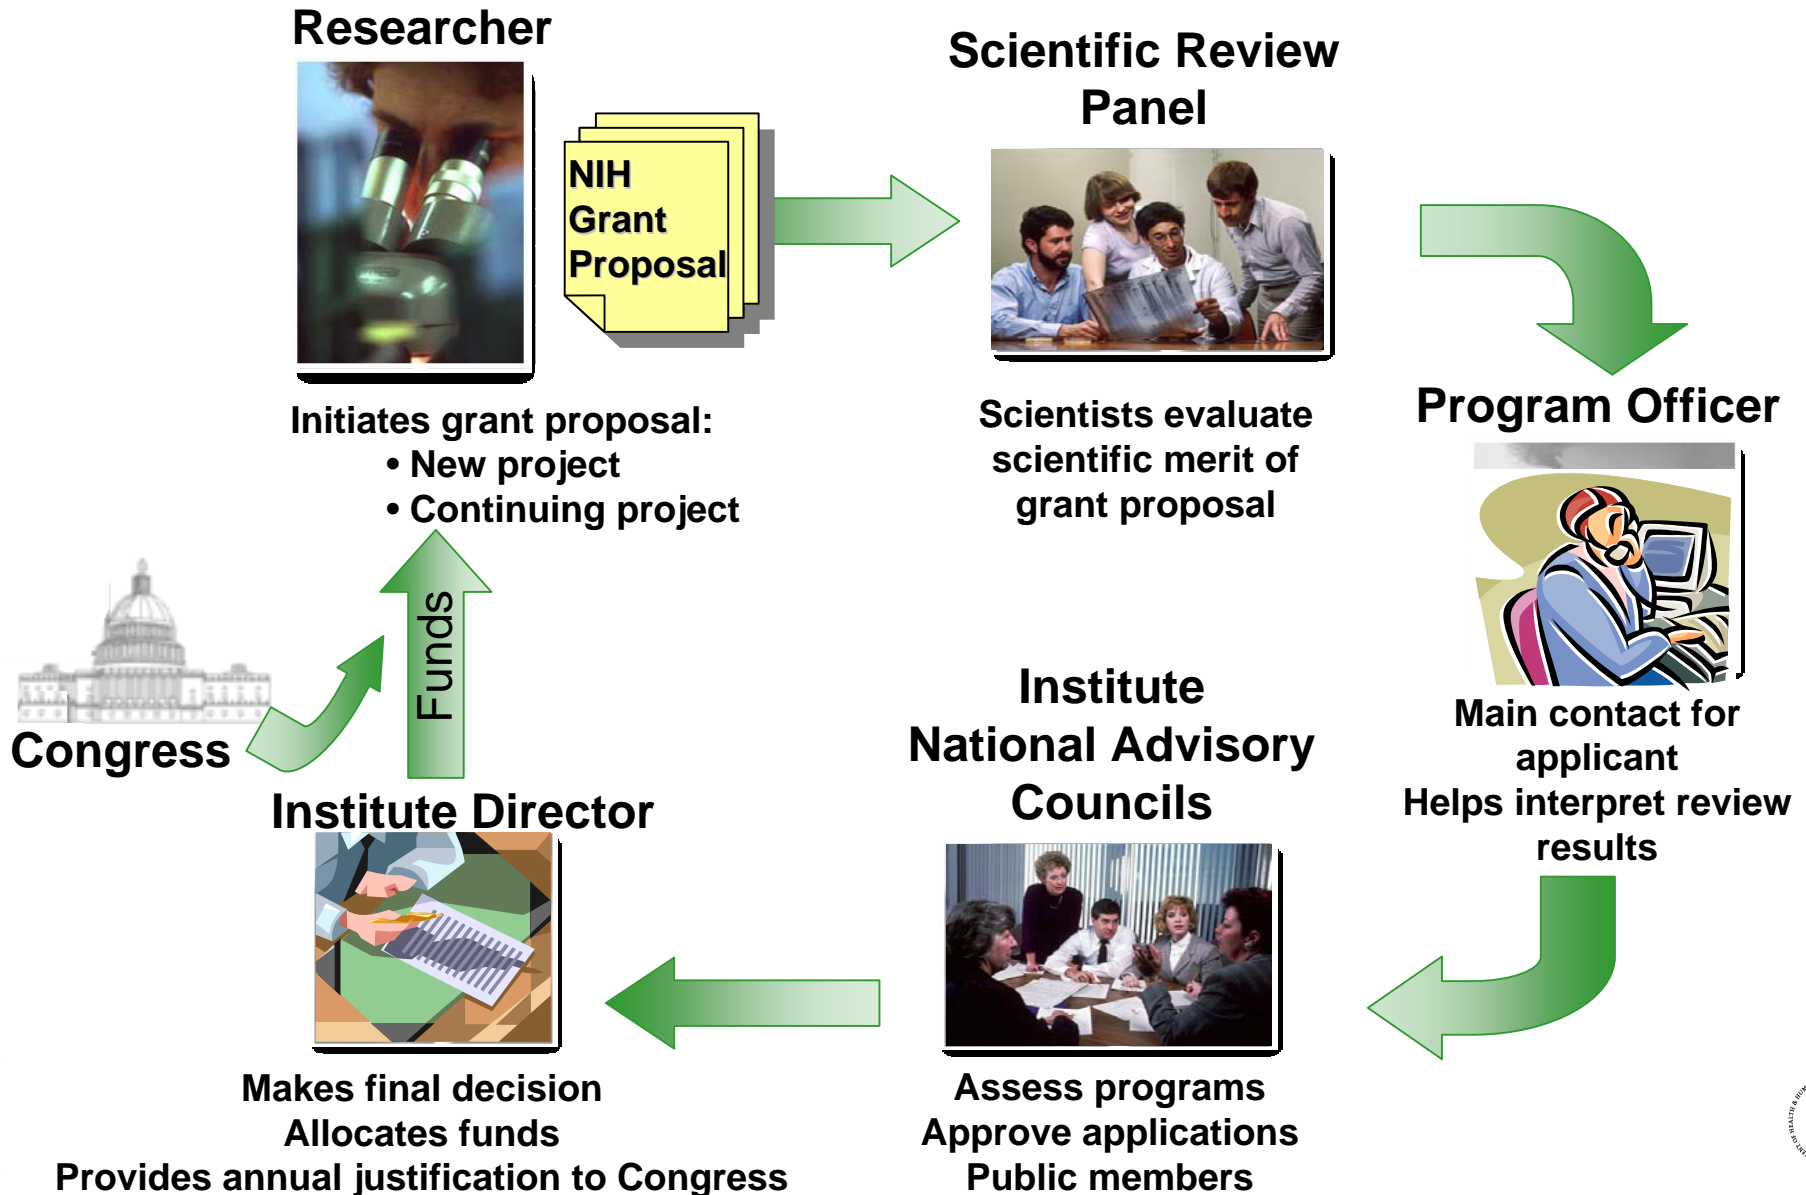 Researcher
NIH
Grant
Proposal
Initiates grant proposal:
• New project
• Continuing project
Scientific Review
Panel
Scientists evaluate
scientific merit of
grant proposal
Program Officer
Main contact for
applicant
Helps interpret review
results
Institute
National Advisory
Councils
Assess programs
Approve applications
Public members
Institute Director
Makes final decision
Allocates funds
Provides annual justification to Congress
Funds
Congress
OF HEALTH &